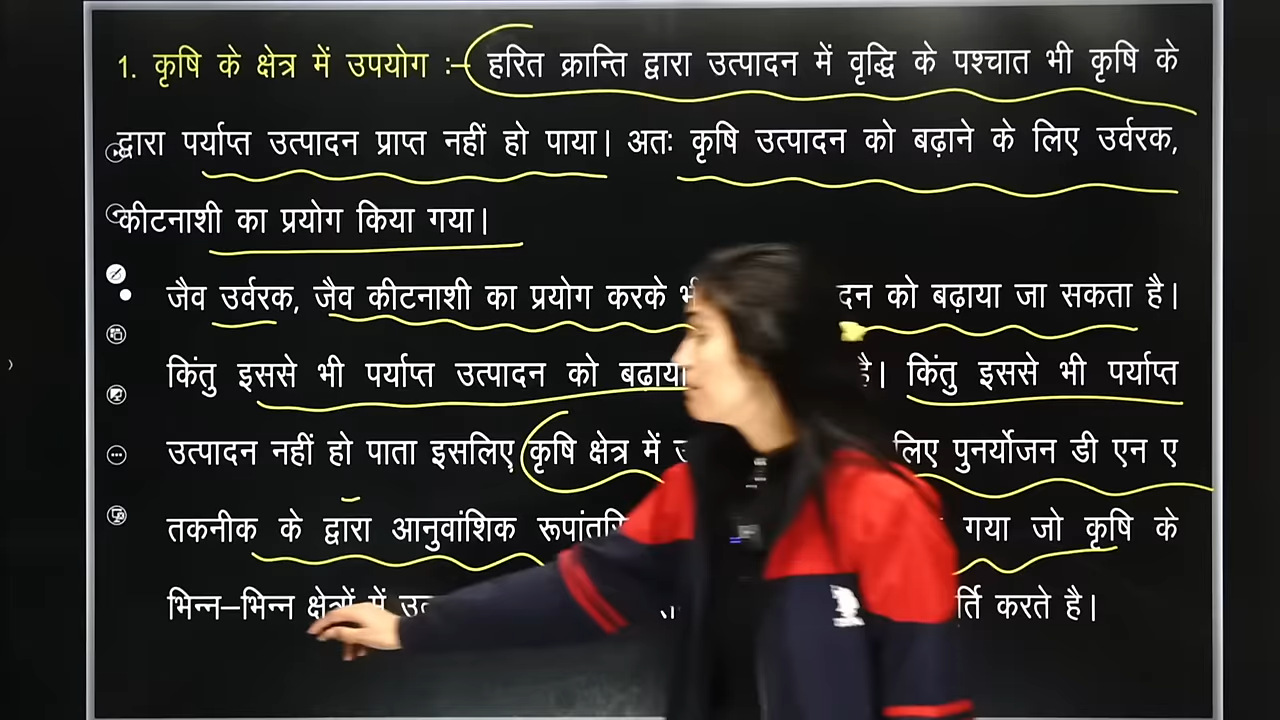 1. कृषि के क्षेत्र में उपयोग :– हरित क्रान्ति द्वारा उत्पादन में वृद्धि के पश्चात भी कृषि के
द्वारा पर्याप्त उत्पादन प्राप्त नहीं हो पाया। अतः कृषि उत्पादन को बढ़ाने के लिए उर्वरक,
कीटनाशी का प्रयोग किया गया।
जैव उर्वरक, जैव कीटनाशी का प्रयोग करके को बढ़ाया जा सकता है।
किंतु इससे भी पर्याप्त उत्पादन को बढ़ाया है। किंतु इससे भी पर्याप्त
उत्पादन नहीं हो पाता इसलिए कृषि क्षेत्र में लिए पुनर्योजन डी एन ए
तकनीक के द्वारा आनुवांशिक गया जो कृषि के
भिन्न–भिन्न क्षेत्रों में करते है।